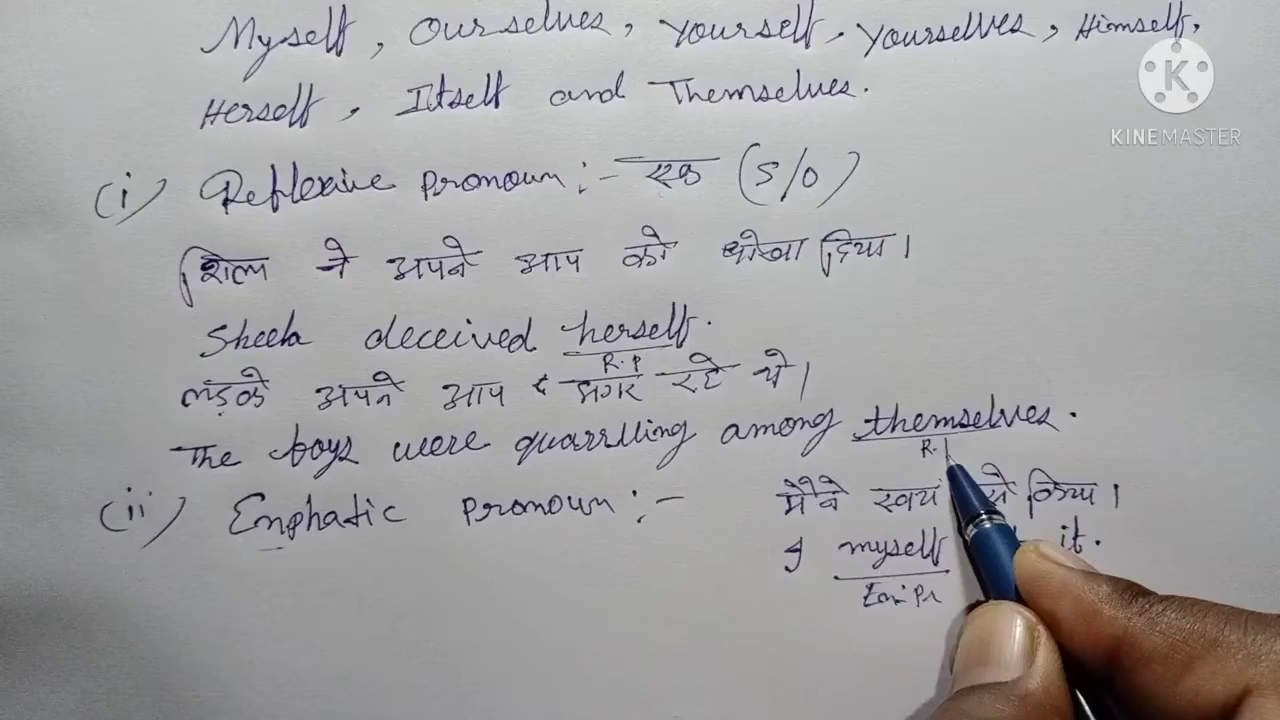 Myself, Ourselves, Yourself, Yourselves, Himself,
Herself, Itself and Themselves.
K
KINEMASTER
(i) Reflexive pronoun :- एक (S/O)
ने अपने आप को धोखा दिया।
Sheela deceived herself.
R.P
लड़के अपने आप रहे थे।
The boys were quarrlling among themselves.
R.
(ii) Emphatic pronoun :- मैंने स्वयं किया।
I myself it.
Em. Pr